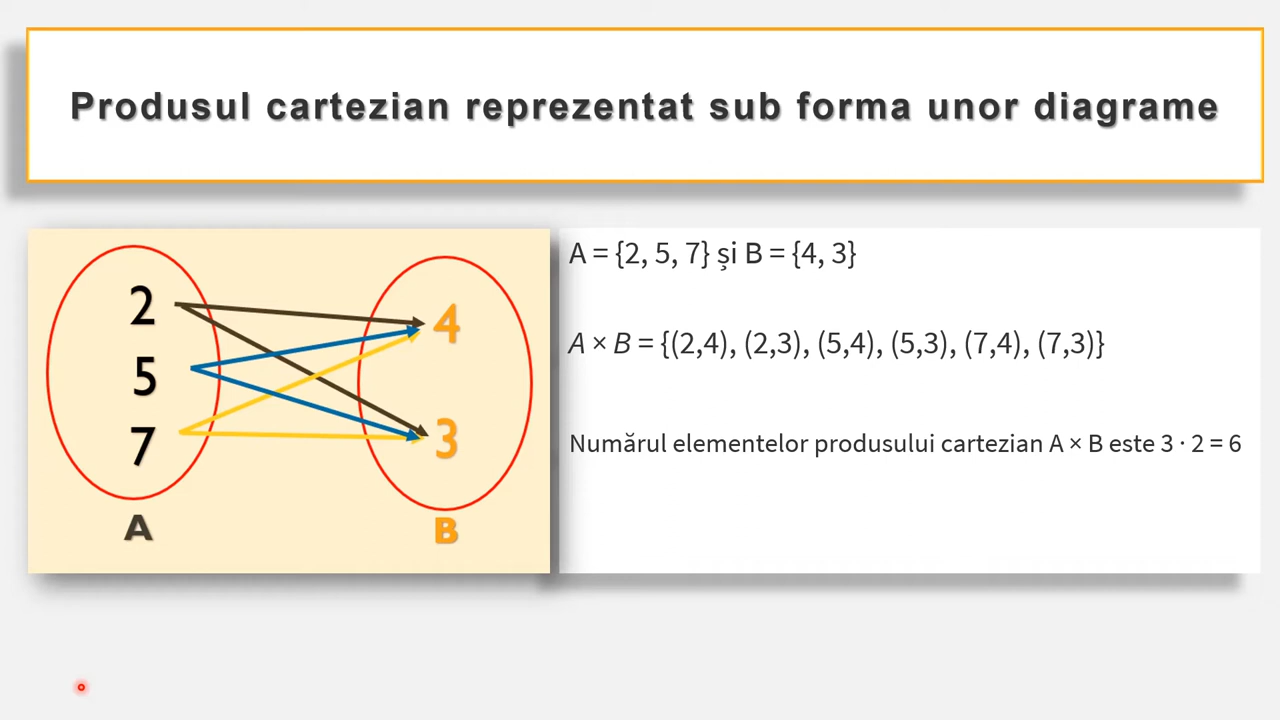 Produsul cartezian reprezentat sub forma unor diagrame
2
5
7
A
4
3
B
A = {2, 5, 7} și B = {4, 3}
A × B = {(2,4), (2,3), (5,4), (5,3), (7,4), (7,3)}
Numărul elementelor produsului cartezian A × B este 3 · 2 = 6